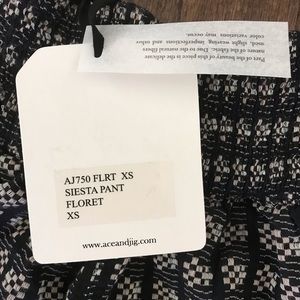 Part of the beauty of this piece is the delicate
nature of the fabric. Due to the natural fibers
used, slight weaving imperfections and and/or
color variations may occur.
AJ750 FLRT XS
SIESTA PANT
FLORET
XS
www.aceandjig.com